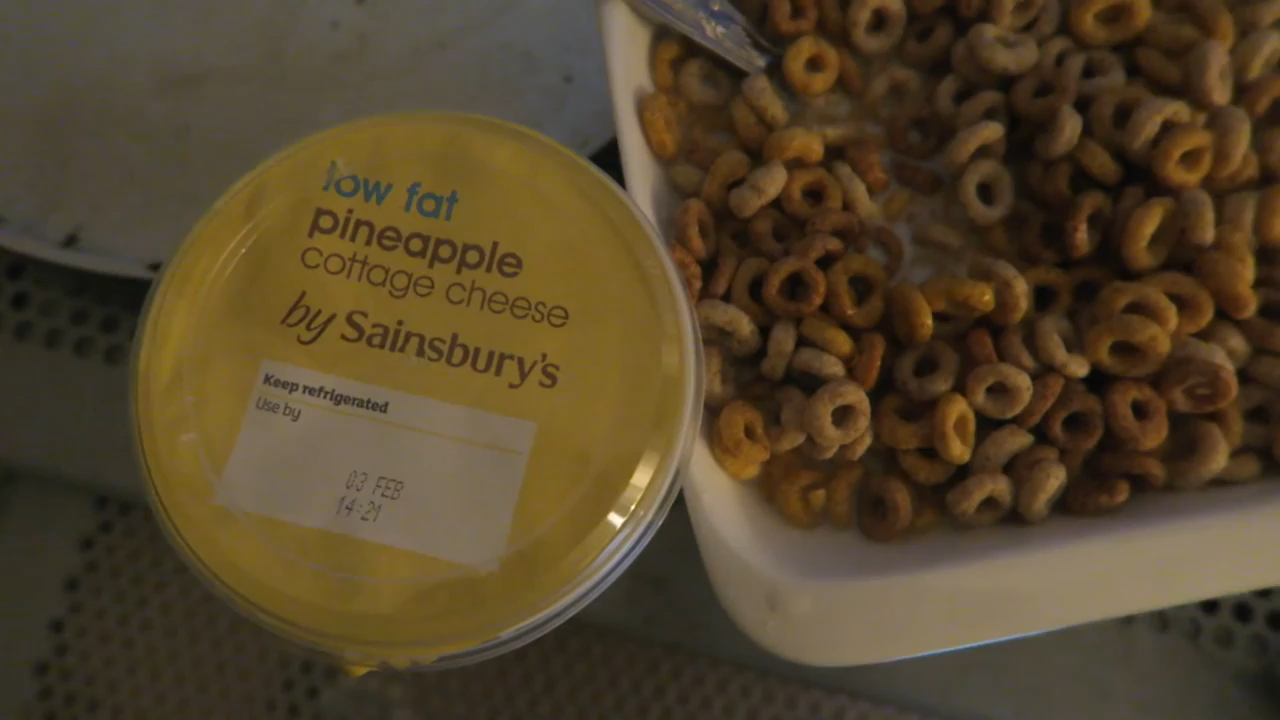 low fat
pineapple
cottage cheese
by Sainsbury's
Keep refrigerated
Use by
03 FEB
14:21